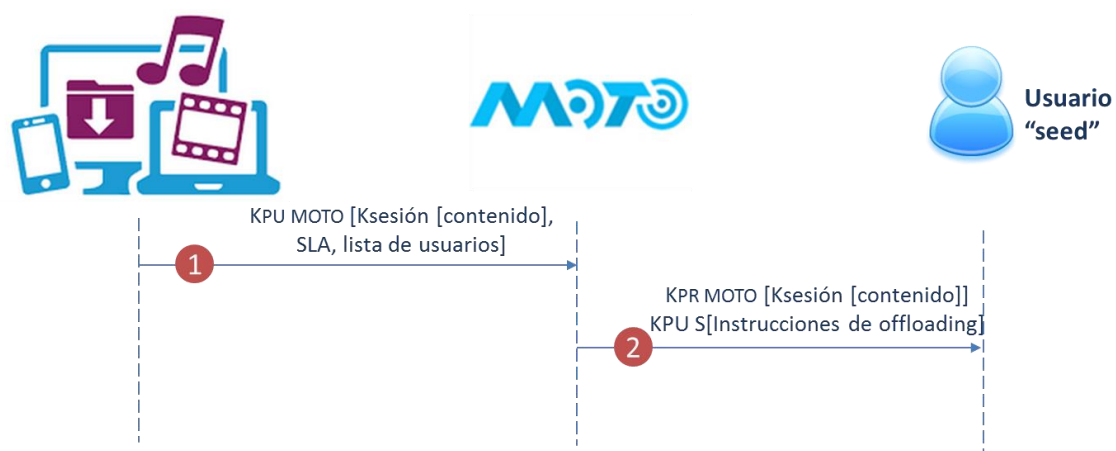 MOTO
Usuario
“seed”
KPU MOTO [Ksesión [contenido],
SLA, lista de usuarios]
1
KPR MOTO [Ksesión [contenido]]
KPU S[Instrucciones de offloading]
2